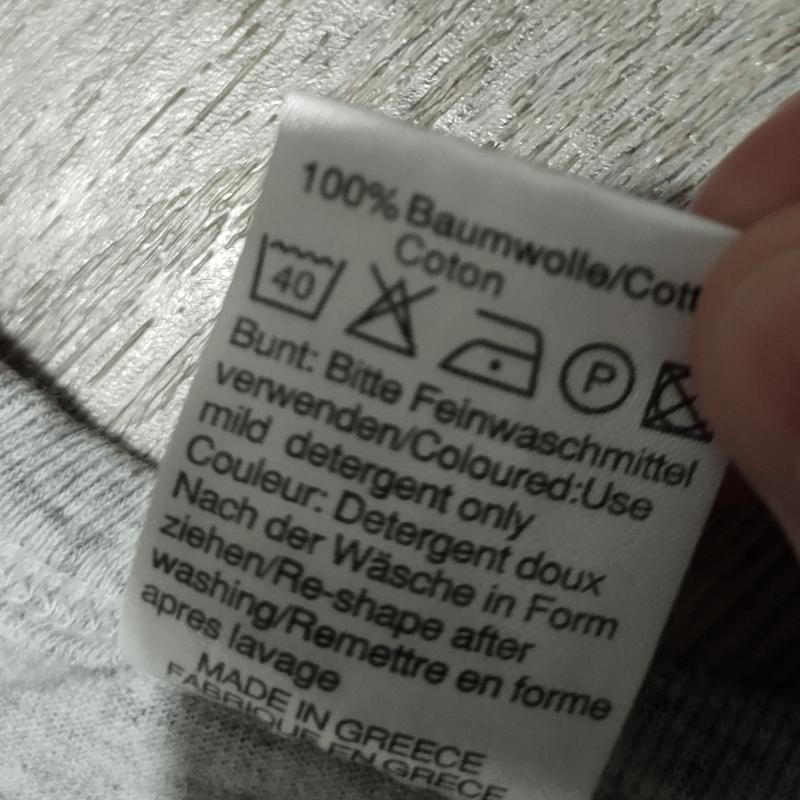 100% Baumwolle/Cott
Coton
40
P
Bunt: Bitte Feinwaschmittel
verwenden/Coloured:Use
mild detergent only
Couleur: Detergent doux
Nach der Wäsche in Form
ziehen/Re-shape after
washing/Remettre en forme
apres lavage
MADE IN GREECE
FABRIQUE EN GRECE